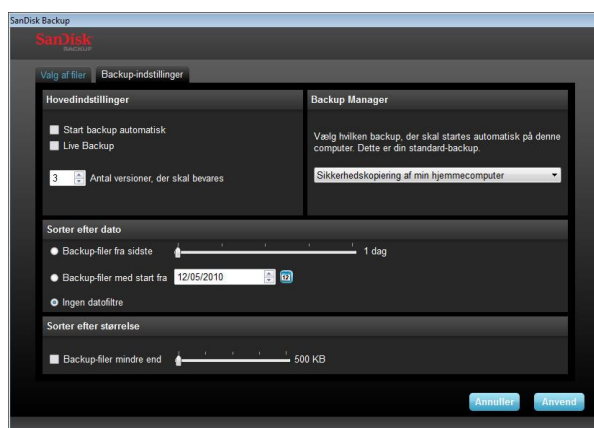 SanDisk Backup
SanDisk
BACKUP
Valg af filer
Backup-indstillinger
Hovedindstillinger
Start backup automatisk
Live Backup
3 Antal versioner, der skal bevares
Backup Manager
Vælg hvilken backup, der skal startes automatisk på denne
computer. Dette er din standard-backup.
Sikkerhedskopiering af min hjemmecomputer
Sorter efter dato
Backup-filer fra sidste 1 dag
Backup-filer med start fra 12/05/2010 12
Ingen datofiltre
Sorter efter størrelse
Backup-filer mindre end 500 KB
Annuller
Anvend